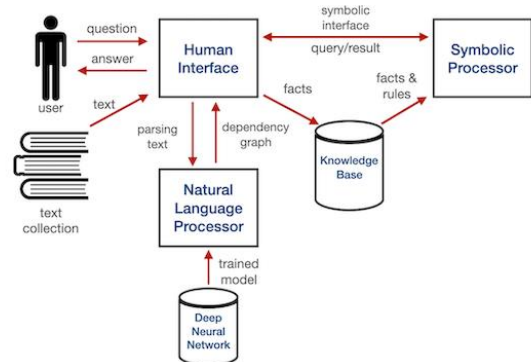 question
answer
user
text
text
collection
Human
Interface
symbolic
interface
query/result
Symbolic
Processor
parsing
text
dependency
graph
facts
facts &
rules
Knowledge
Base
Natural
Language
Processor
trained
model
Deep
Neural
Network